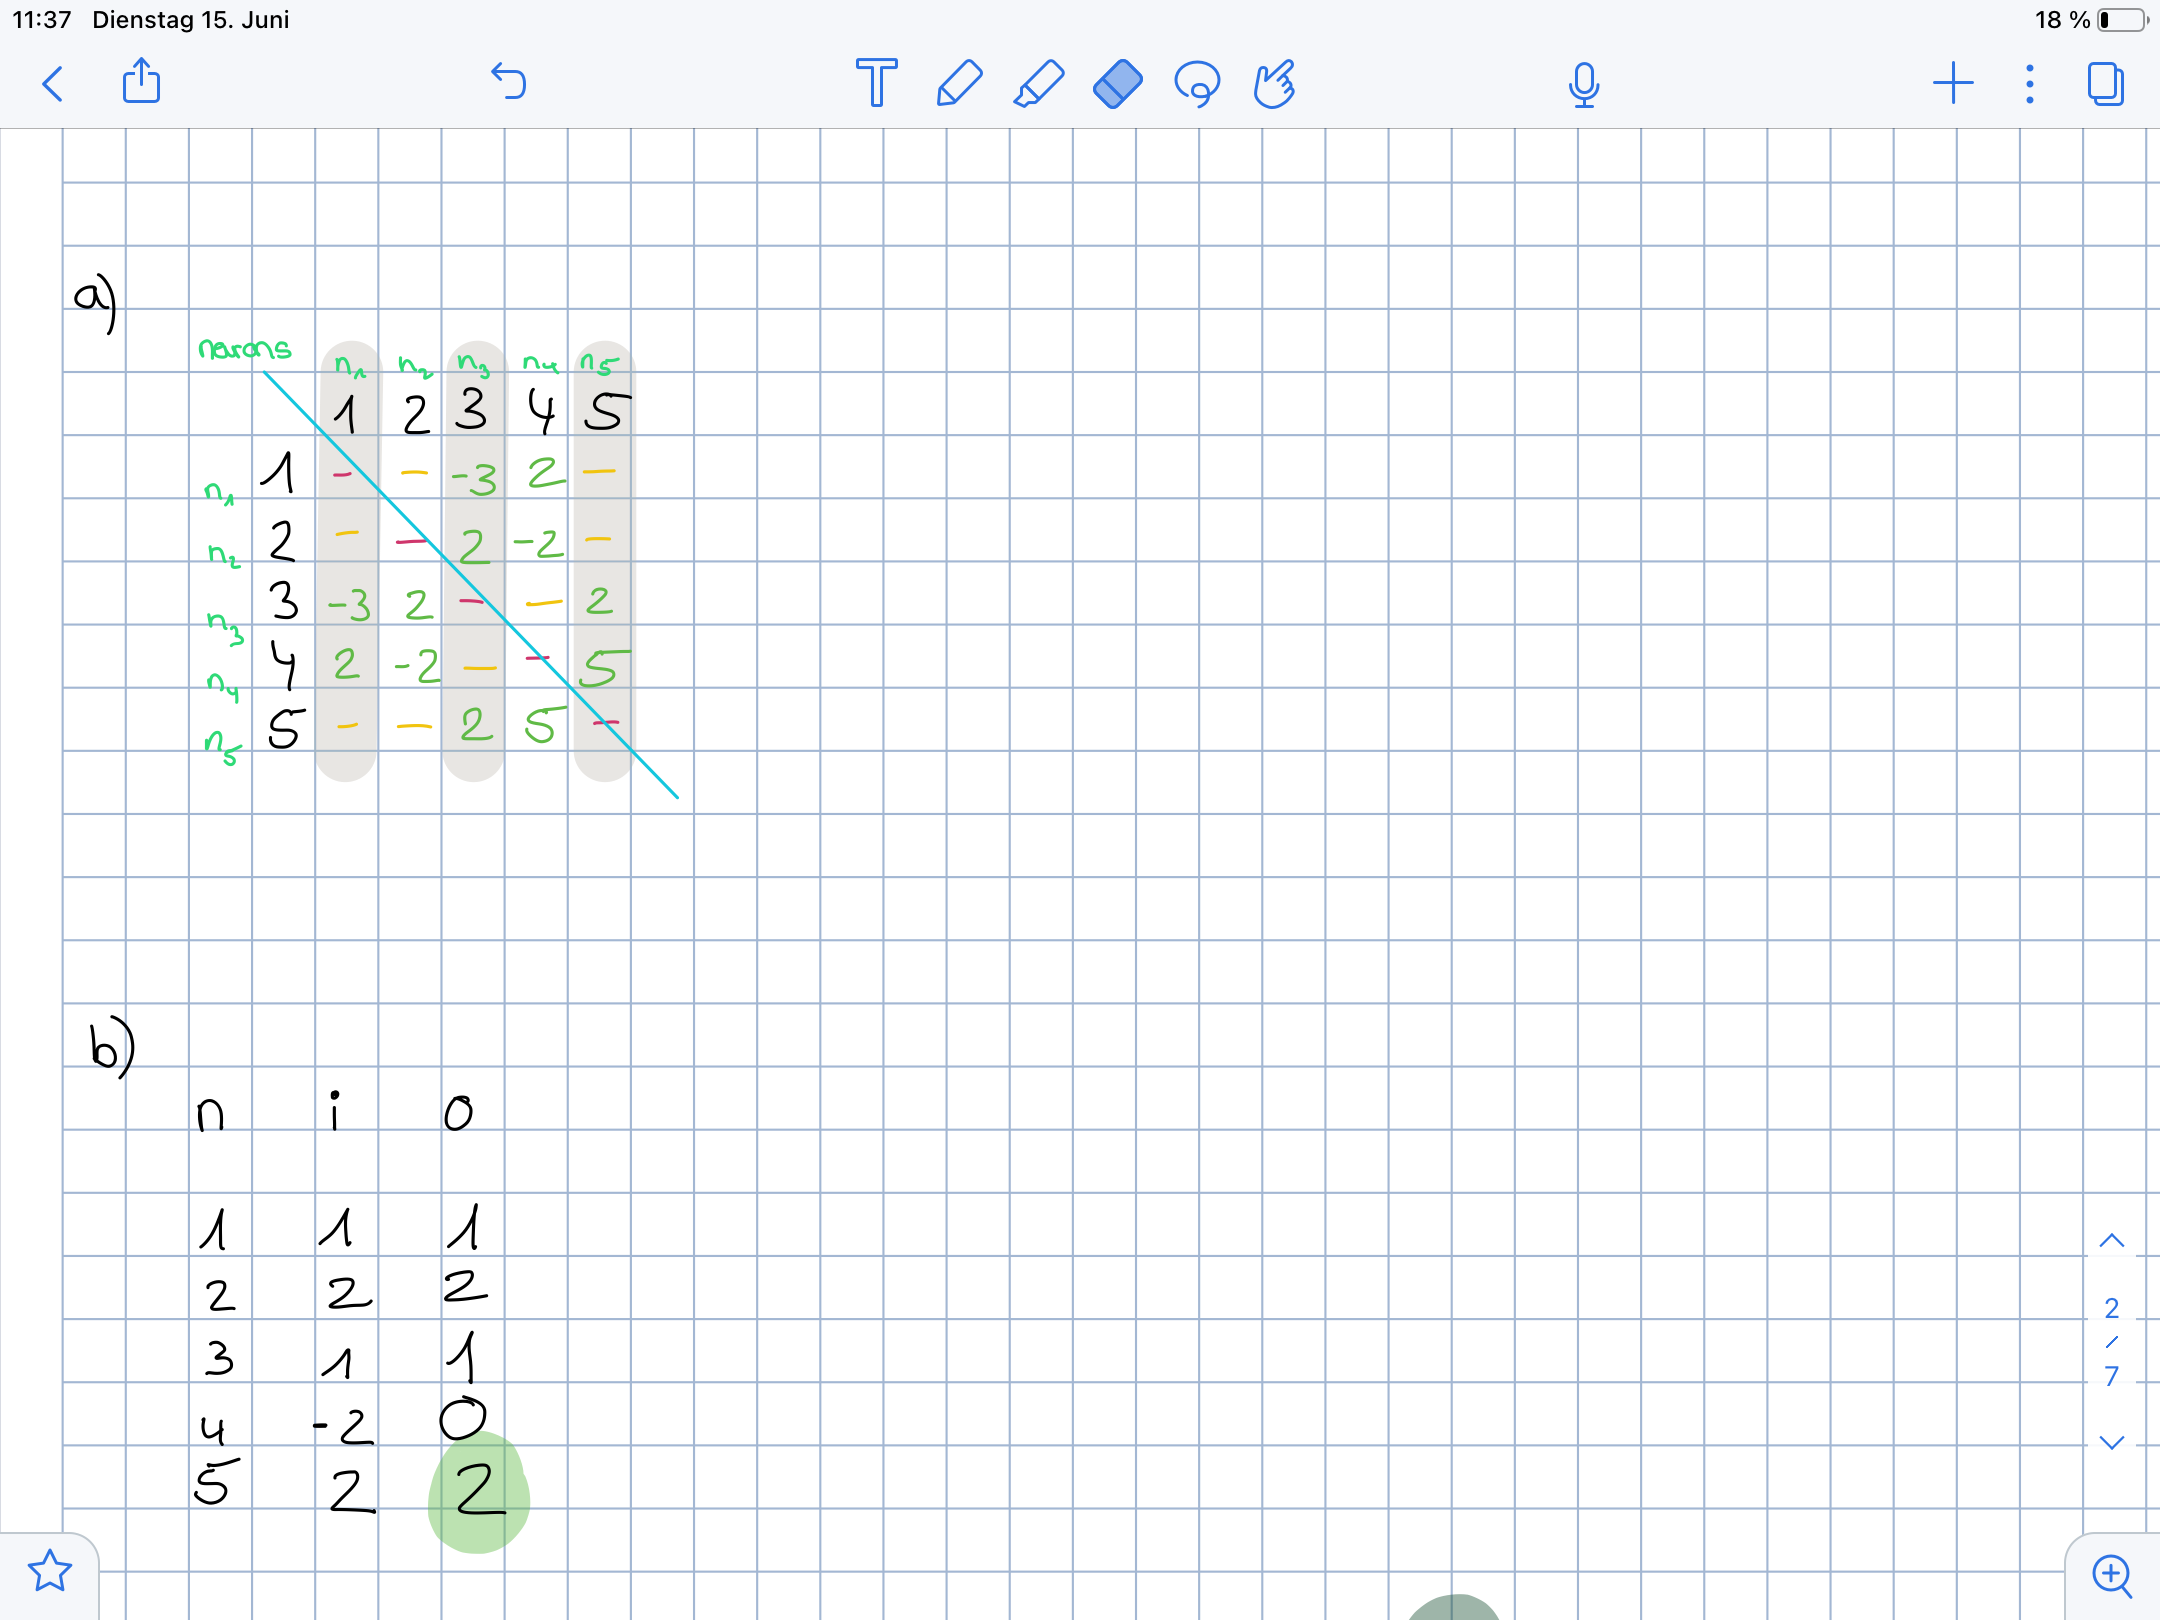 11:37 Dienstag 15. Juni 18 %
T
a)
neurons n1 n2 n3 n4 n5
1 2 3 4 5
n1 1 - - -3 2 -
n2 2 - - 2 -2 -
n3 3 -3 2 - - 2
n4 4 2 -2 - - 5
n5 5 - - 2 5 -
b)
n i o
1 1 1
2 2 2
3 1 1
4 -2 0
5 2 2
2
/
7